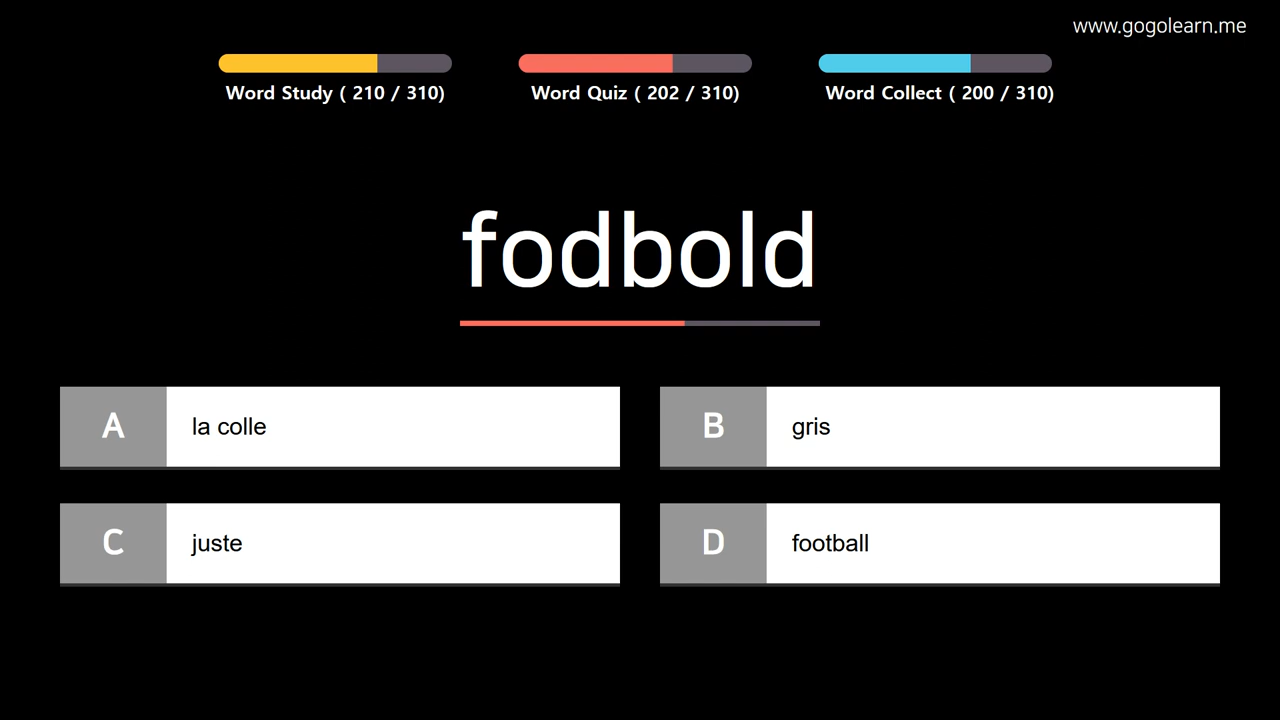 www.gogolearn.me
Word Study ( 210 / 310)
Word Quiz ( 202 / 310)
Word Collect ( 200 / 310)
fodbold
A
la colle
B
gris
C
juste
D
football